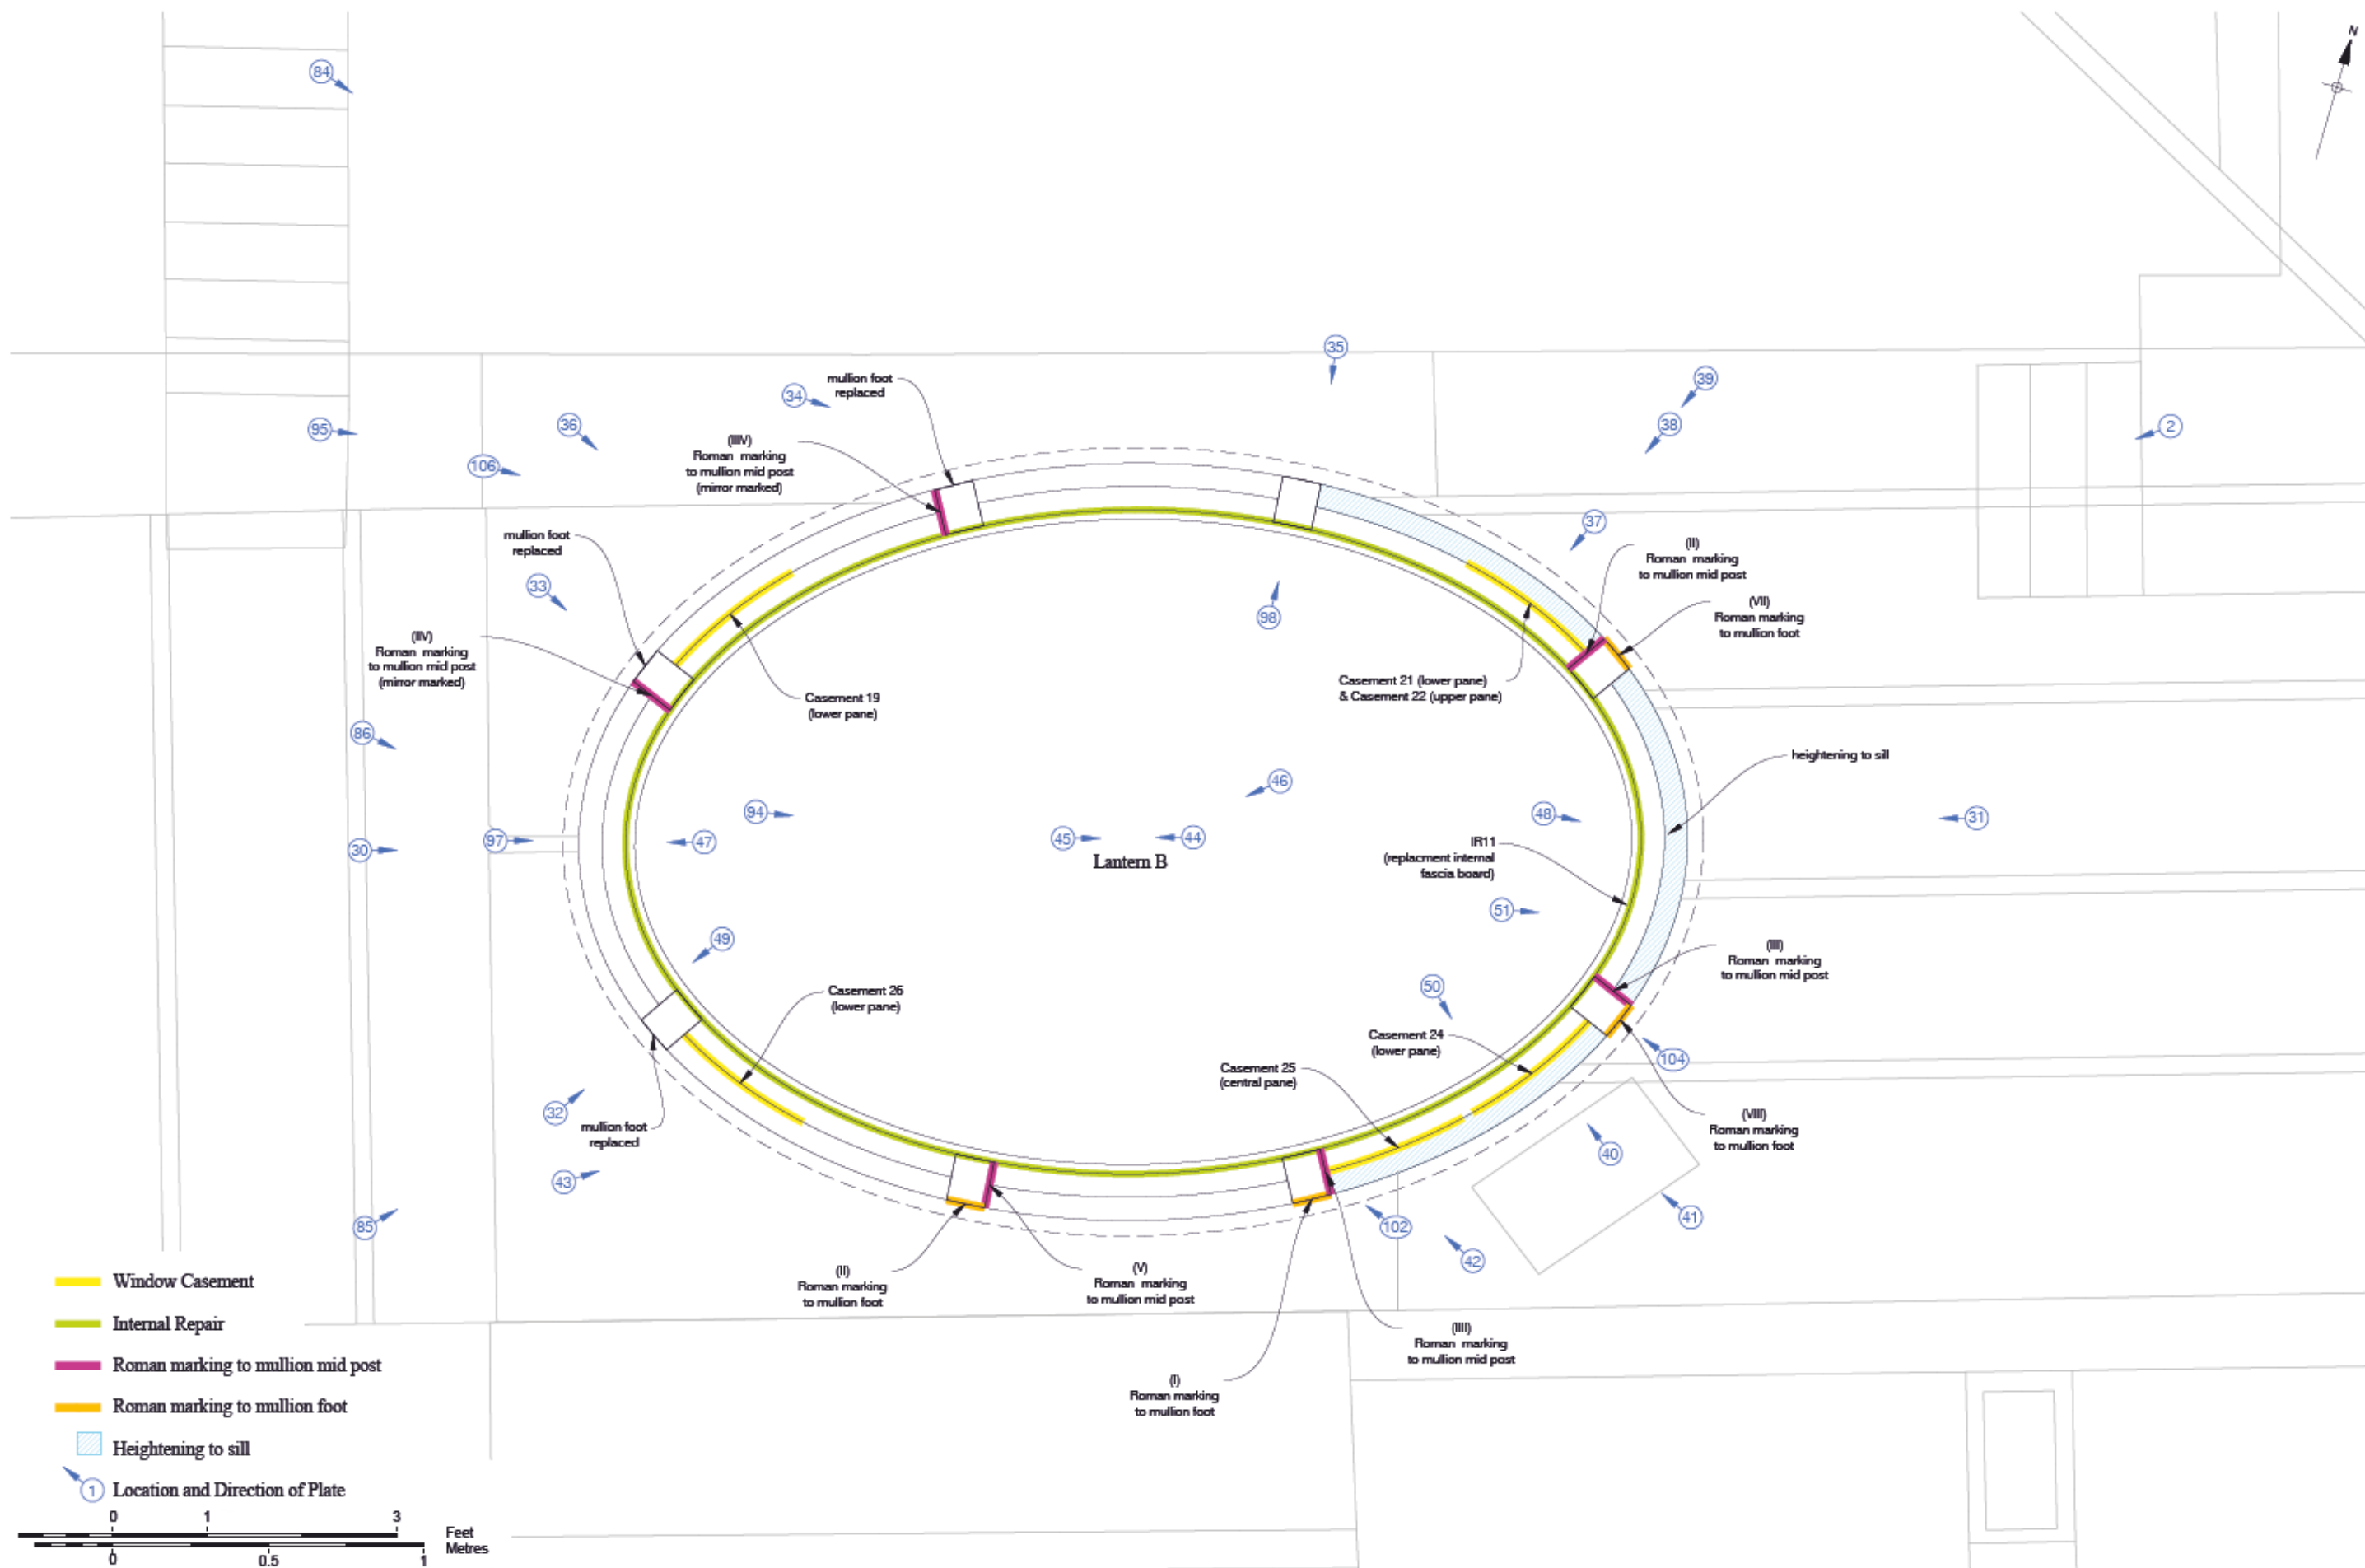 N
84
35
39
mullion foot
replaced
34
38
36
2
95
(IIIV)
Roman marking
to mullion mid post
(mirror marked)
106
37
mullion foot
replaced
(II)
Roman marking
to mullion mid post
33
98
(VII)
Roman marking
to mullion foot
(IIV)
Roman marking
to mullion mid post
(mirror marked)
Casement 19
(lower pane)
Casement 21 (lower pane)
& Casement 22 (upper pane)
86
heightening to sill
46
94
48
31
97
47
45
44
30
Lantern B
IR11
(replacment internal
fascia board)
51
49
(III)
Roman marking
to mullion mid post
50
Casement 26
(lower pane)
Casement 24
(lower pane)
104
Casement 25
(central pane)
32
mullion foot
replaced
(VIII)
Roman marking
to mullion foot
40
43
41
85
102
42
(II)
Roman marking
to mullion foot
(V)
Roman marking
to mullion mid post
(IIII)
Roman marking
to mullion mid post
(I)
Roman marking
to mullion foot
Window Casement
Internal Repair
Roman marking to mullion mid post
Roman marking to mullion foot
Heightening to sill
1 Location and Direction of Plate
0 1 3
Feet
Metres
0 0.5 1